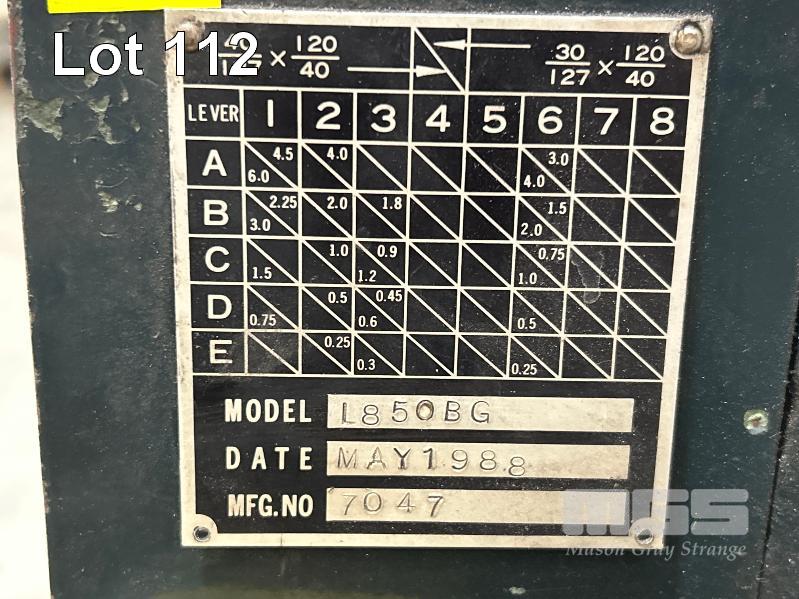 Lot 112
40 × 120/40 30/127 × 120/40
LEVER 1 2 3 4 5 6 7 8
A 4.5 6.0 4.0 3.0 4.0
B 2.25 3.0 2.0 1.8 1.5 2.0
C 1.5 1.0 0.9 1.2 0.75 1.0
D 0.75 0.5 0.45 0.6 0.5
E 0.25 0.3 0.25
MODEL L850BG
DATE MAY1988
MFG.NO 7047
MGS
Mason Gray Strange